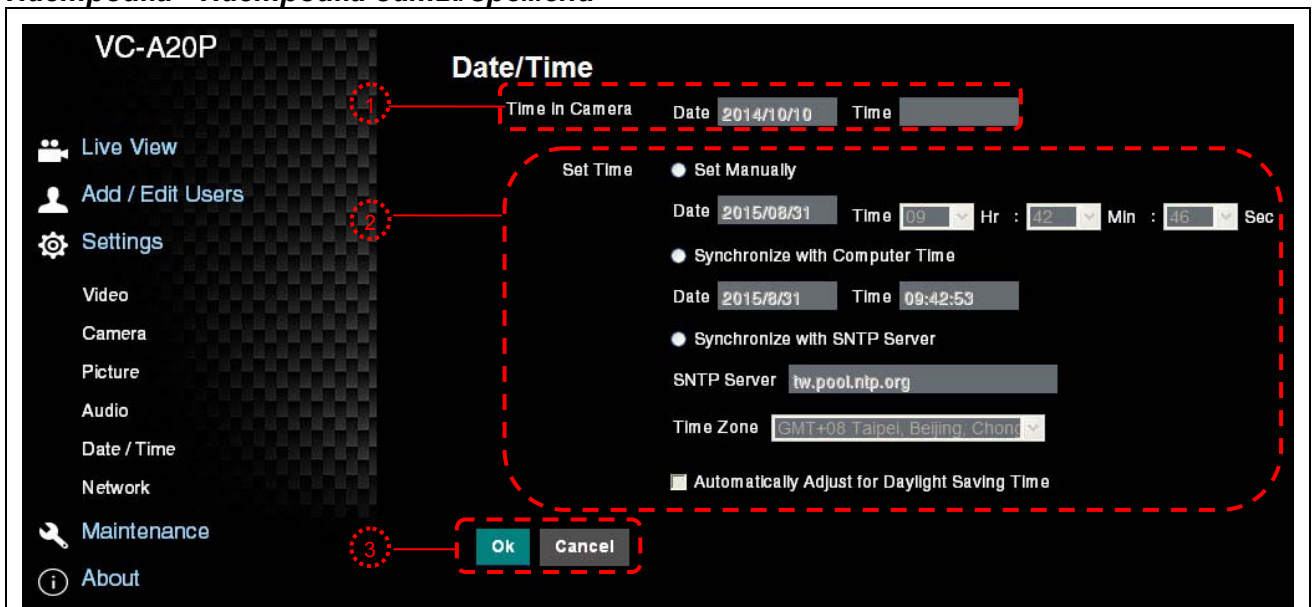 VC-A20P
Date/Time
1
Time in Camera Date 2014/10/10 Time
Live View
Add / Edit Users
Settings
Video
Camera
Picture
Audio
Date / Time
Network
Maintenance
About
2
Set Time Set Manually
Date 2015/08/31 Time 09 Hr : 42 Min : 46 Sec
Synchronize with Computer Time
Date 2015/8/31 Time 09:42:53
Synchronize with SNTP Server
SNTP Server tw.pool.ntp.org
Time Zone GMT+08 Taipei, Beijing, Chong
Automatically Adjust for Daylight Saving Time
3
Ok Cancel